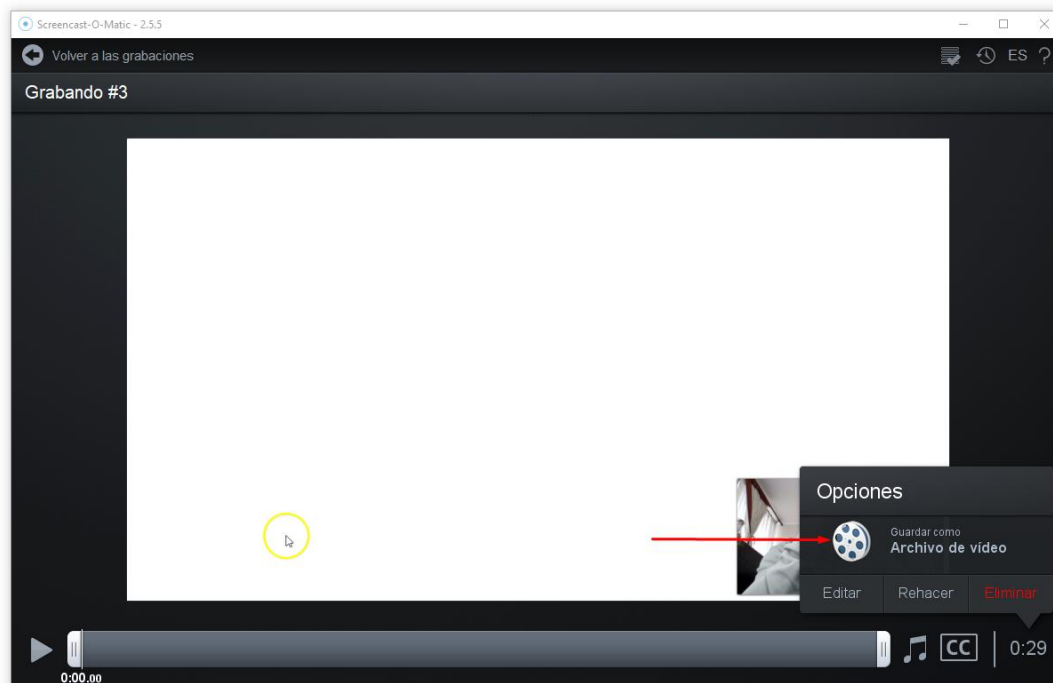 Screencast-O-Matic - 2.5.5
Volver a las grabaciones
ES ?
Grabando #3
Opciones
Guardar como
Archivo de vídeo
Editar Rehacer Eliminar
CC 0:29
0:00.00